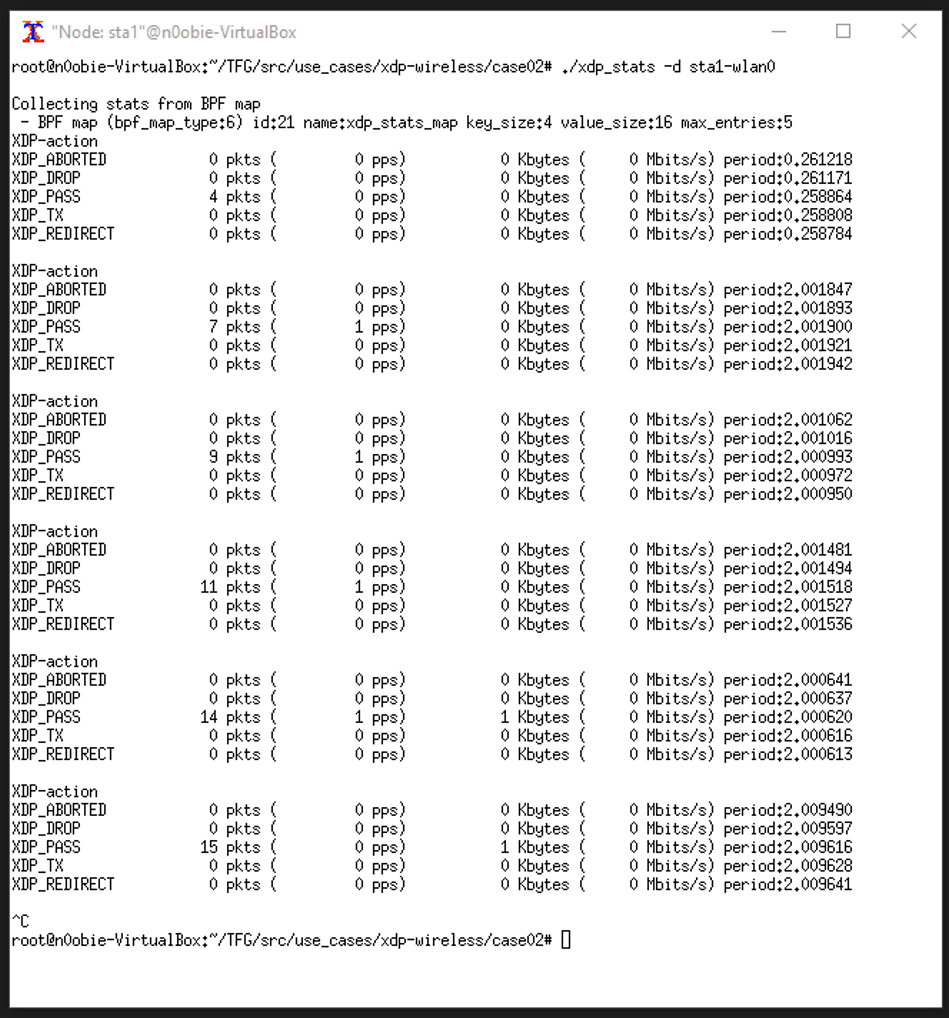 "Node: sta1"@n0obie-VirtualBox
root@n0obie-VirtualBox:~/TFG/src/use_cases/xdp-wireless/case02# ./xdp_stats -d sta1-wlan0
Collecting stats from BPF map
 - BPF map (bpf_map_type:6) id:21 name:xdp_stats_map key_size:4 value_size:16 max_entries:5
XDP-action
XDP_ABORTED 0 pkts ( 0 pps) 0 Kbytes ( 0 Mbits/s) period:0.261218
XDP_DROP 0 pkts ( 0 pps) 0 Kbytes ( 0 Mbits/s) period:0.261171
XDP_PASS 4 pkts ( 0 pps) 0 Kbytes ( 0 Mbits/s) period:0.258864
XDP_TX 0 pkts ( 0 pps) 0 Kbytes ( 0 Mbits/s) period:0.258808
XDP_REDIRECT 0 pkts ( 0 pps) 0 Kbytes ( 0 Mbits/s) period:0.258784
XDP-action
XDP_ABORTED 0 pkts ( 0 pps) 0 Kbytes ( 0 Mbits/s) period:2.001847
XDP_DROP 0 pkts ( 0 pps) 0 Kbytes ( 0 Mbits/s) period:2.001893
XDP_PASS 7 pkts ( 1 pps) 0 Kbytes ( 0 Mbits/s) period:2.001900
XDP_TX 0 pkts ( 0 pps) 0 Kbytes ( 0 Mbits/s) period:2.001921
XDP_REDIRECT 0 pkts ( 0 pps) 0 Kbytes ( 0 Mbits/s) period:2.001942
XDP-action
XDP_ABORTED 0 pkts ( 0 pps) 0 Kbytes ( 0 Mbits/s) period:2.001062
XDP_DROP 0 pkts ( 0 pps) 0 Kbytes ( 0 Mbits/s) period:2.001016
XDP_PASS 9 pkts ( 1 pps) 0 Kbytes ( 0 Mbits/s) period:2.000993
XDP_TX 0 pkts ( 0 pps) 0 Kbytes ( 0 Mbits/s) period:2.000972
XDP_REDIRECT 0 pkts ( 0 pps) 0 Kbytes ( 0 Mbits/s) period:2.000950
XDP-action
XDP_ABORTED 0 pkts ( 0 pps) 0 Kbytes ( 0 Mbits/s) period:2.001481
XDP_DROP 0 pkts ( 0 pps) 0 Kbytes ( 0 Mbits/s) period:2.001494
XDP_PASS 11 pkts ( 1 pps) 0 Kbytes ( 0 Mbits/s) period:2.001518
XDP_TX 0 pkts ( 0 pps) 0 Kbytes ( 0 Mbits/s) period:2.001527
XDP_REDIRECT 0 pkts ( 0 pps) 0 Kbytes ( 0 Mbits/s) period:2.001536
XDP-action
XDP_ABORTED 0 pkts ( 0 pps) 0 Kbytes ( 0 Mbits/s) period:2.000641
XDP_DROP 0 pkts ( 0 pps) 0 Kbytes ( 0 Mbits/s) period:2.000637
XDP_PASS 14 pkts ( 1 pps) 1 Kbytes ( 0 Mbits/s) period:2.000620
XDP_TX 0 pkts ( 0 pps) 0 Kbytes ( 0 Mbits/s) period:2.000616
XDP_REDIRECT 0 pkts ( 0 pps) 0 Kbytes ( 0 Mbits/s) period:2.000613
XDP-action
XDP_ABORTED 0 pkts ( 0 pps) 0 Kbytes ( 0 Mbits/s) period:2.009490
XDP_DROP 0 pkts ( 0 pps) 0 Kbytes ( 0 Mbits/s) period:2.009597
XDP_PASS 15 pkts ( 0 pps) 1 Kbytes ( 0 Mbits/s) period:2.009616
XDP_TX 0 pkts ( 0 pps) 0 Kbytes ( 0 Mbits/s) period:2.009628
XDP_REDIRECT 0 pkts ( 0 pps) 0 Kbytes ( 0 Mbits/s) period:2.009641
^C
root@n0obie-VirtualBox:~/TFG/src/use_cases/xdp-wireless/case02#